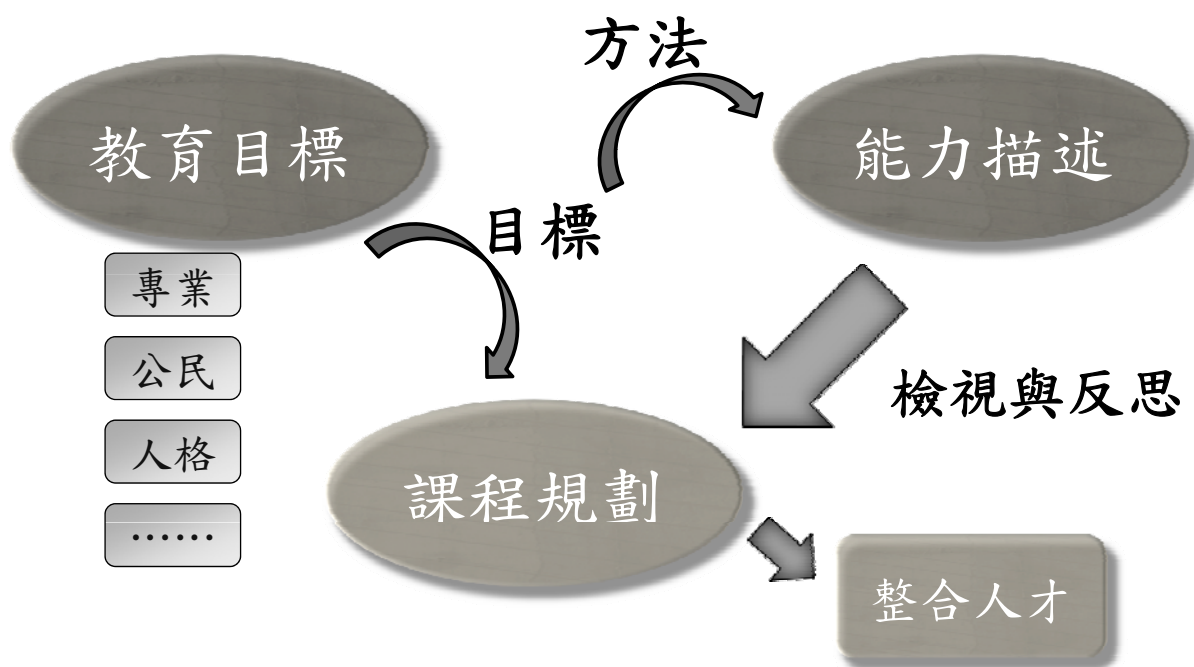 方法
教育目標
能力描述
目標
專業
公民
人格
……
檢視與反思
課程規劃
整合人才